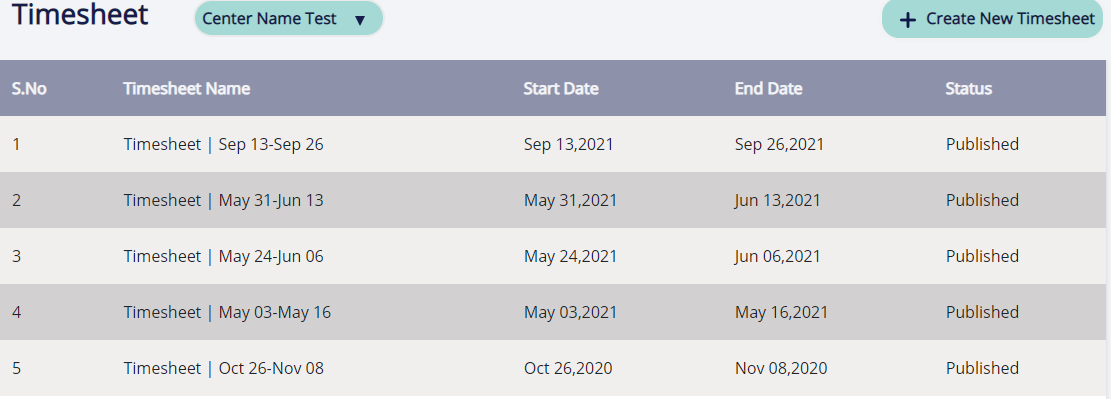 Timesheet Center Name Test ▼ + Create New Timesheet
S.No Timesheet Name Start Date End Date Status
1 Timesheet | Sep 13-Sep 26 Sep 13,2021 Sep 26,2021 Published
2 Timesheet | May 31-Jun 13 May 31,2021 Jun 13,2021 Published
3 Timesheet | May 24-Jun 06 May 24,2021 Jun 06,2021 Published
4 Timesheet | May 03-May 16 May 03,2021 May 16,2021 Published
5 Timesheet | Oct 26-Nov 08 Oct 26,2020 Nov 08,2020 Published